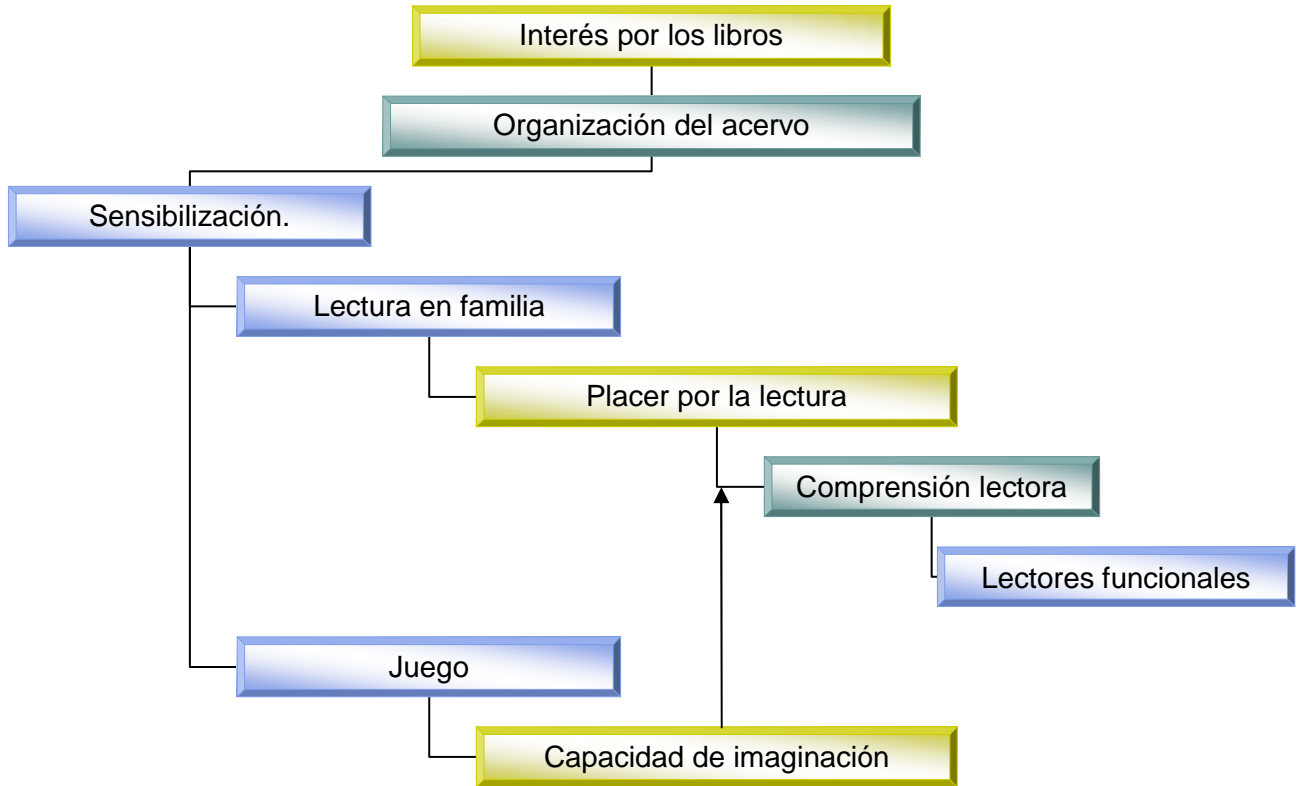 Interés por los libros
Organización del acervo
Sensibilización.
Lectura en familia
Placer por la lectura
Comprensión lectora
Lectores funcionales
Juego
Capacidad de imaginación